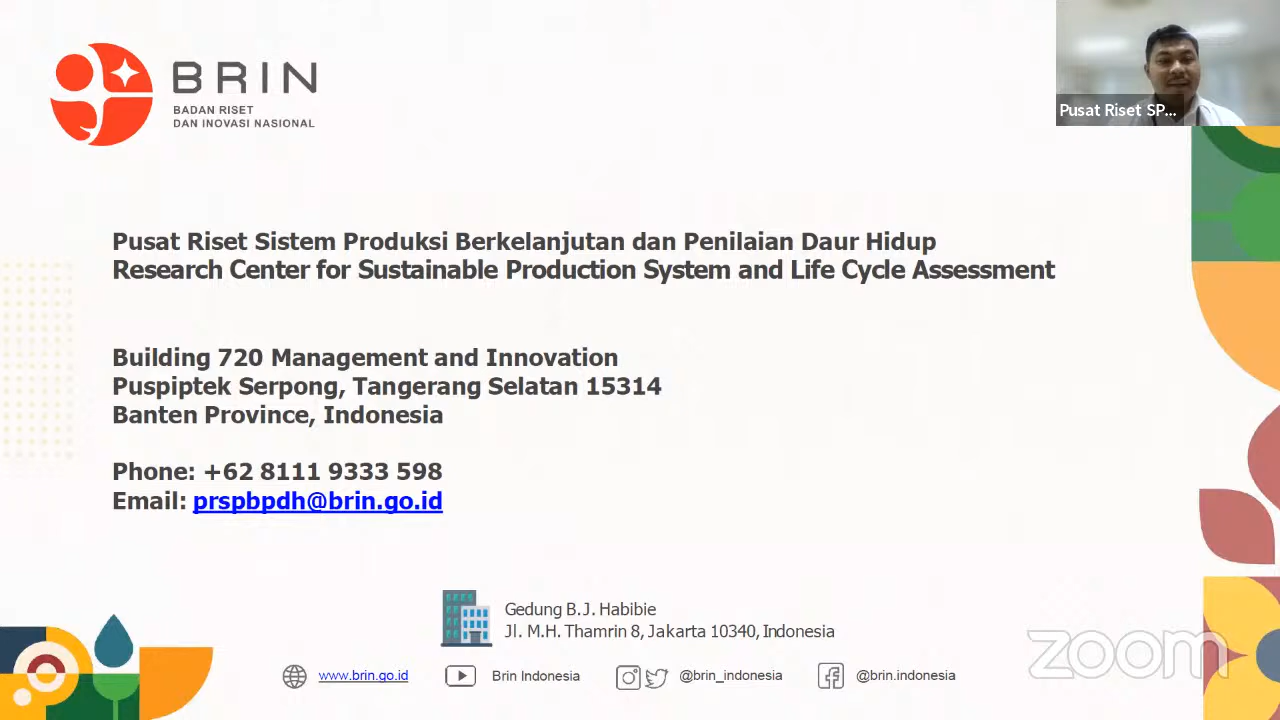 BRIN
BADAN RISET
DAN INOVASI NASIONAL
Pusat Riset SP...
Pusat Riset Sistem Produksi Berkelanjutan dan Penilaian Daur Hidup
Research Center for Sustainable Production System and Life Cycle Assessment
Building 720 Management and Innovation
Puspiptek Serpong, Tangerang Selatan 15314
Banten Province, Indonesia
Phone: +62 8111 9333 598
Email: prspbpdh@brin.go.id
Gedung B.J. Habibie
Jl. M.H. Thamrin 8, Jakarta 10340, Indonesia
www.brin.go.id
Brin Indonesia
@brin_indonesia
@brin.indonesia
zoom